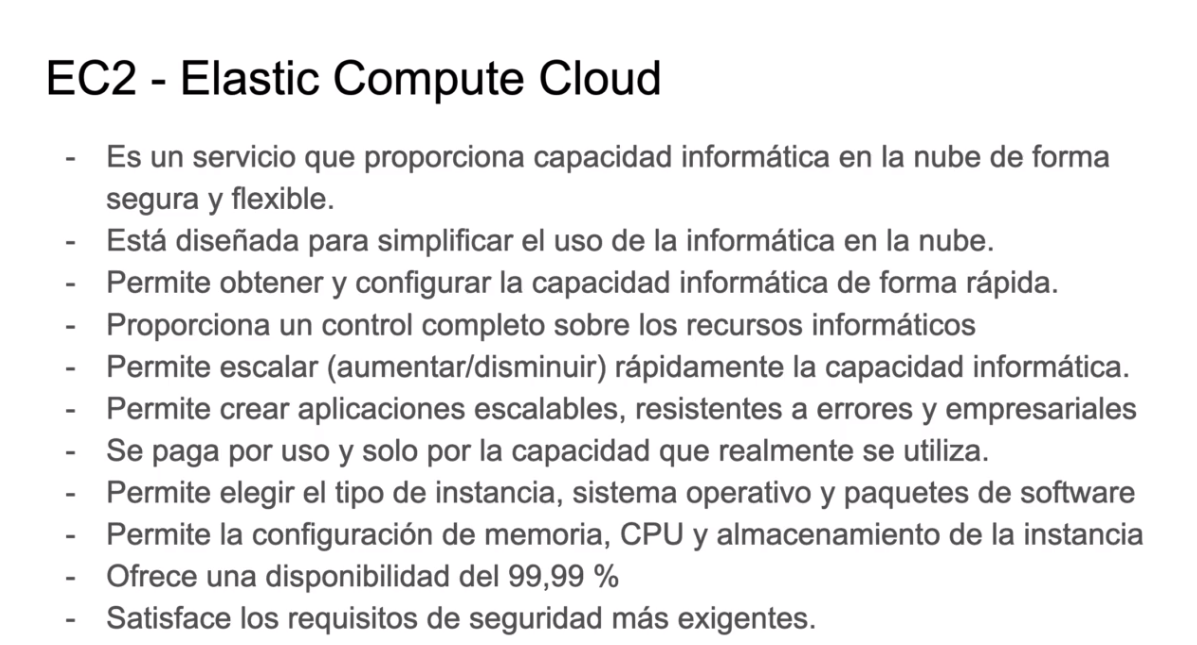 EC2 - Elastic Compute Cloud
- Es un servicio que proporciona capacidad informática en la nube de forma
segura y flexible.
- Está diseñada para simplificar el uso de la informática en la nube.
- Permite obtener y configurar la capacidad informática de forma rápida.
- Proporciona un control completo sobre los recursos informáticos
- Permite escalar (aumentar/disminuir) rápidamente la capacidad informática.
- Permite crear aplicaciones escalables, resistentes a errores y empresariales
- Se paga por uso y solo por la capacidad que realmente se utiliza.
- Permite elegir el tipo de instancia, sistema operativo y paquetes de software
- Permite la configuración de memoria, CPU y almacenamiento de la instancia
- Ofrece una disponibilidad del 99,99 %
- Satisface los requisitos de seguridad más exigentes.